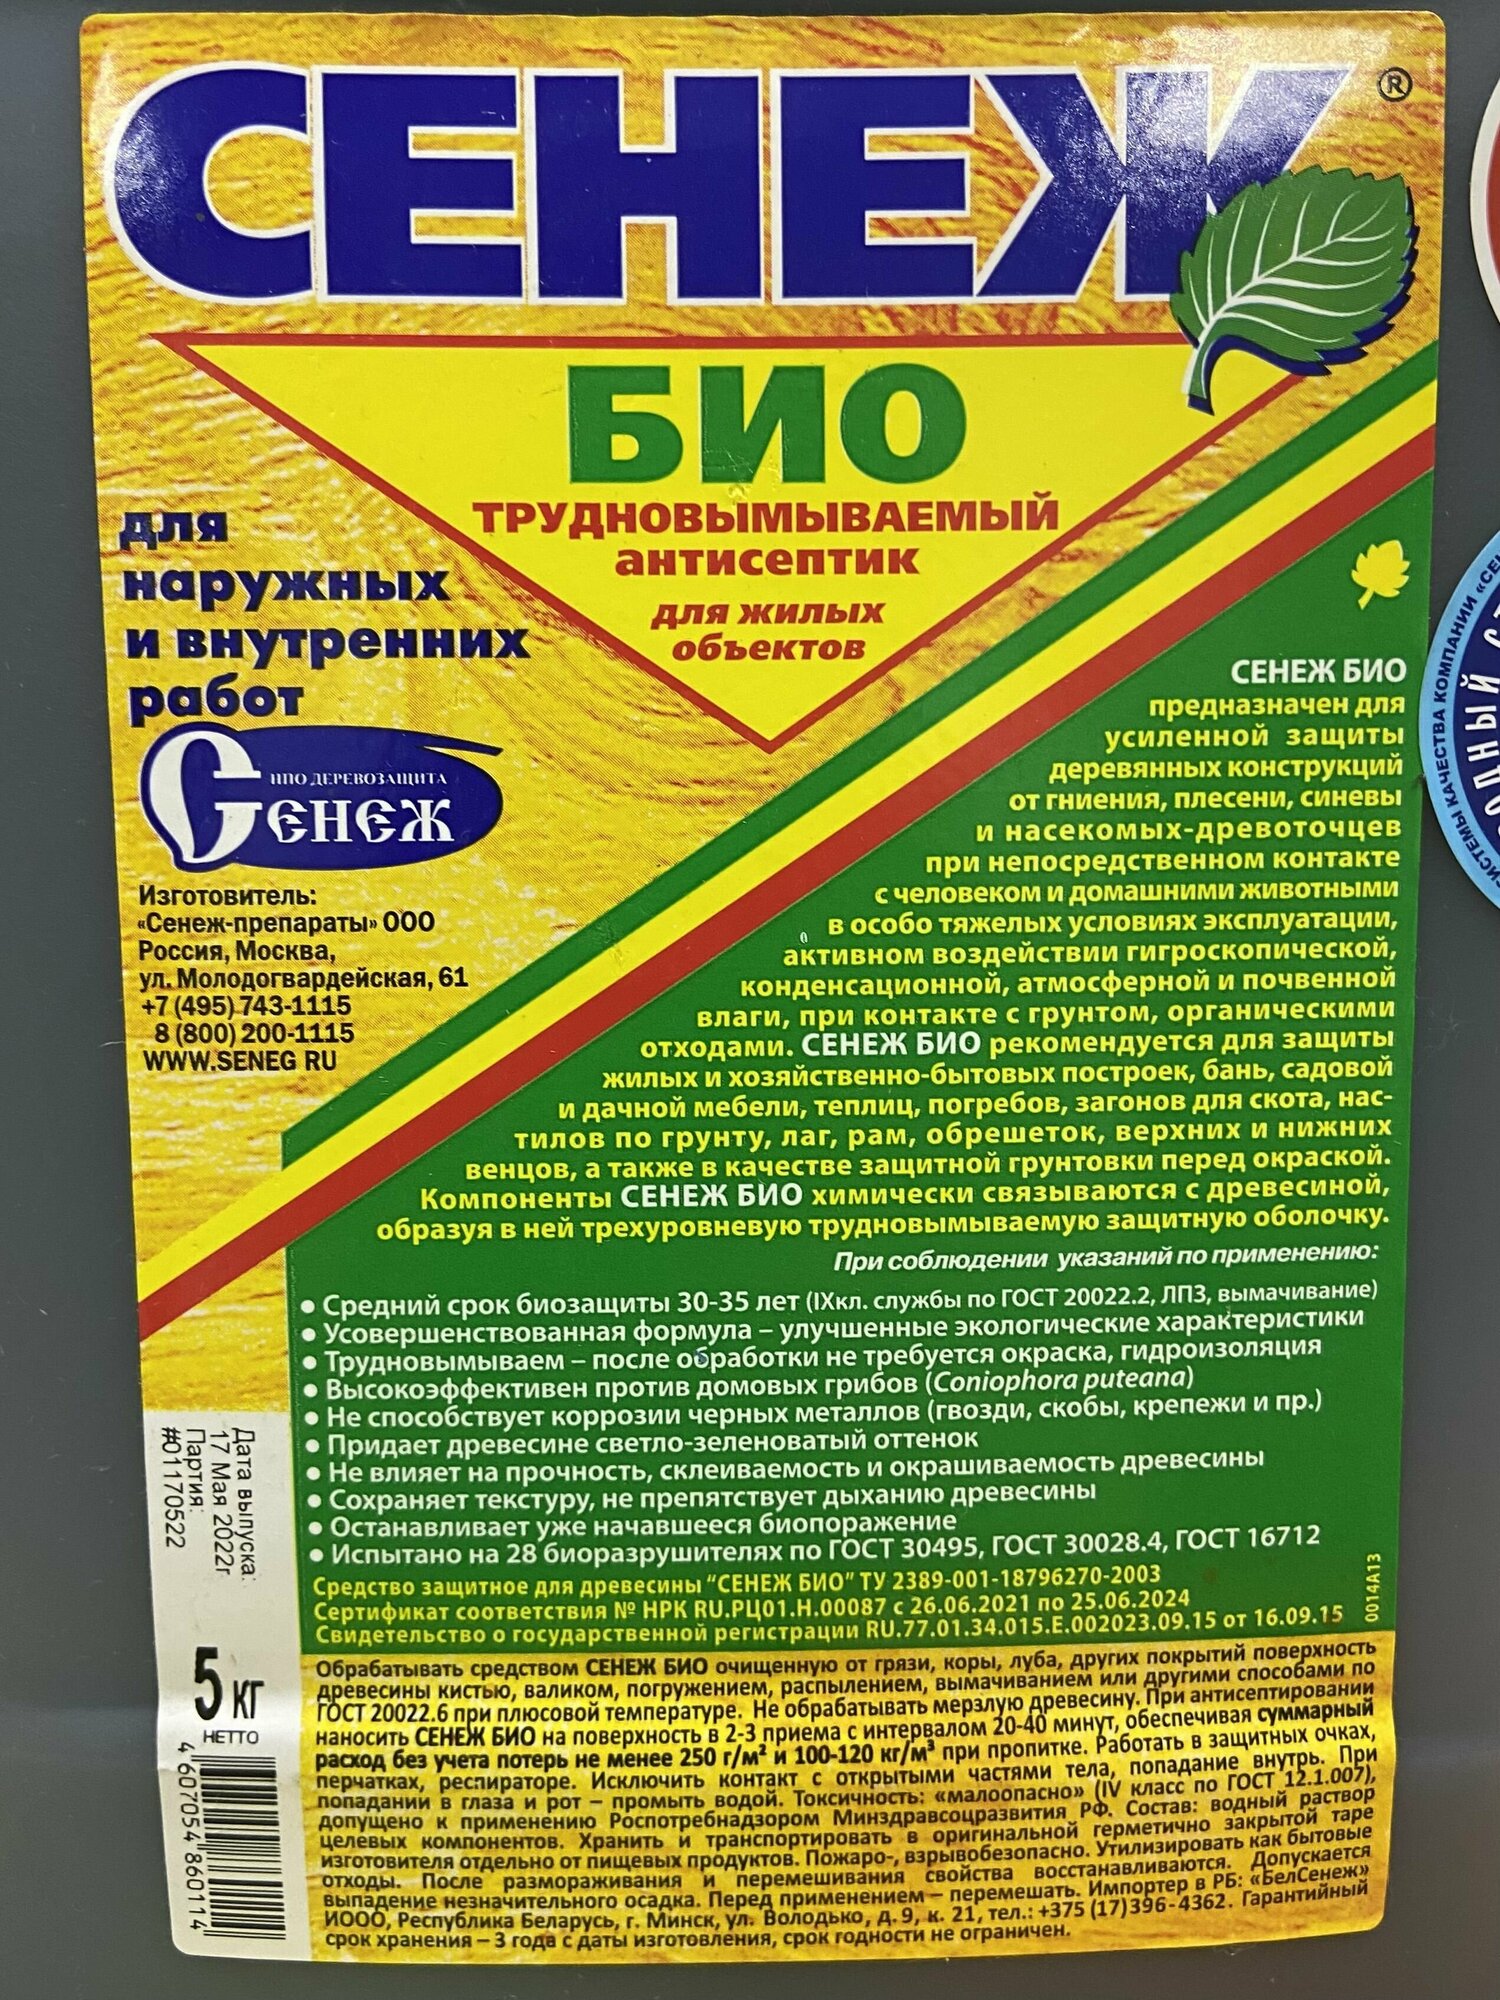 СЕНЕЖ
®
БИО
ТРУДНОВЫМЫВАЕМЫЙ
антисептик
для жилых
объектов
для
наружных
и внутренних
работ
НПО ДЕРЕВОЗАЩИТА
СЕНЕЖ
Изготовитель:
«Сенеж-препараты» ООО
Россия, Москва,
ул. Молодогвардейская, 61
+7 (495) 743-1115
8 (800) 200-1115
WWW.SENEG RU
СЕНЕЖ БИО
предназначен для
усиленной защиты
деревянных конструкций
от гниения, плесени, синевы
и насекомых-древоточцев
при непосредственном контакте
с человеком и домашними животными
в особо тяжелых условиях эксплуатации,
активном воздействии гигроскопической,
конденсационной, атмосферной и почвенной
влаги, при контакте с грунтом, органическими
отходами. СЕНЕЖ БИО рекомендуется для защиты
жилых и хозяйственно-бытовых построек, бань, садовой
и дачной мебели, теплиц, погребов, загонов для скота, нас-
тилов по грунту, лаг, рам, обрешеток, верхних и нижних
венцов, а также в качестве защитной грунтовки перед окраской.
Компоненты СЕНЕЖ БИО химически связываются с древесиной,
образуя в ней трехуровневую трудновымываемую защитную оболочку.
При соблюдении указаний по применению:
• Средний срок биозащиты 30-35 лет (IXкл. службы по ГОСТ 20022.2, ЛПЗ, вымачивание)
• Усовершенствованная формула – улучшенные экологические характеристики
• Трудновымываем – после обработки не требуется окраска, гидроизоляция
• Высокоэффективен против домовых грибов (Coniophora puteana)
• Не способствует коррозии черных металлов (гвозди, скобы, крепежи и пр.)
• Придает древесине светло-зеленоватый оттенок
• Не влияет на прочность, склеиваемость и окрашиваемость древесины
• Сохраняет текстуру, не препятствует дыханию древесины
• Останавливает уже начавшееся биопоражение
• Испытано на 28 биоразрушителях по ГОСТ 30495, ГОСТ 30028.4, ГОСТ 16712
Средство защитное для древесины "СЕНЕЖ БИО" ТУ 2389-001-18796270-2003
Сертификат соответствия № НРК RU.РЦ01.Н.00087 с 26.06.2021 по 25.06.2024
Свидетельство о государственной регистрации RU.77.01.34.015.Е.002023.09.15 от 16.09.15
0014А13
Дата выпуска:
17 Мая 2022г
Партия:
#01170522
5 кг
НЕТТО
4 607054 860114
Обрабатывать средством СЕНЕЖ БИО очищенную от грязи, коры, луба, других покрытий поверхность
древесины кистью, валиком, погружением, распылением, вымачиванием или другими способами по
ГОСТ 20022.6 при плюсовой температуре. Не обрабатывать мерзлую древесину. При антисептировании
наносить СЕНЕЖ БИО на поверхность в 2-3 приема с интервалом 20-40 минут, обеспечивая суммарный
расход без учета потерь не менее 250 г/м² и 100-120 кг/м³ при пропитке. Работать в защитных очках,
перчатках, респираторе. Исключить контакт с открытыми частями тела, попадание внутрь. При
попадании в глаза и рот – промыть водой. Токсичность: «малоопасно» (IV класс по ГОСТ 12.1.007),
допущено к применению Роспотребнадзором Минздравсоцразвития РФ. Состав: водный раствор
целевых компонентов. Хранить и транспортировать в оригинальной герметично закрытой таре
изготовителя отдельно от пищевых продуктов. Пожаро-, взрывобезопасно. Утилизировать как бытовые
отходы. После размораживания и перемешивания свойства восстанавливаются. Допускается
выпадение незначительного осадка. Перед применением – перемешать. Импортер в РБ: «БелСенеж»
ИООО, Республика Беларусь, г. Минск, ул. Володько, д. 9, к. 21, тел.: +375 (17)396-4362. Гарантийный
срок хранения – 3 года с даты изготовления, срок годности не ограничен.
СИСТЕМЫ КАЧЕСТВА КОМПАНИИ